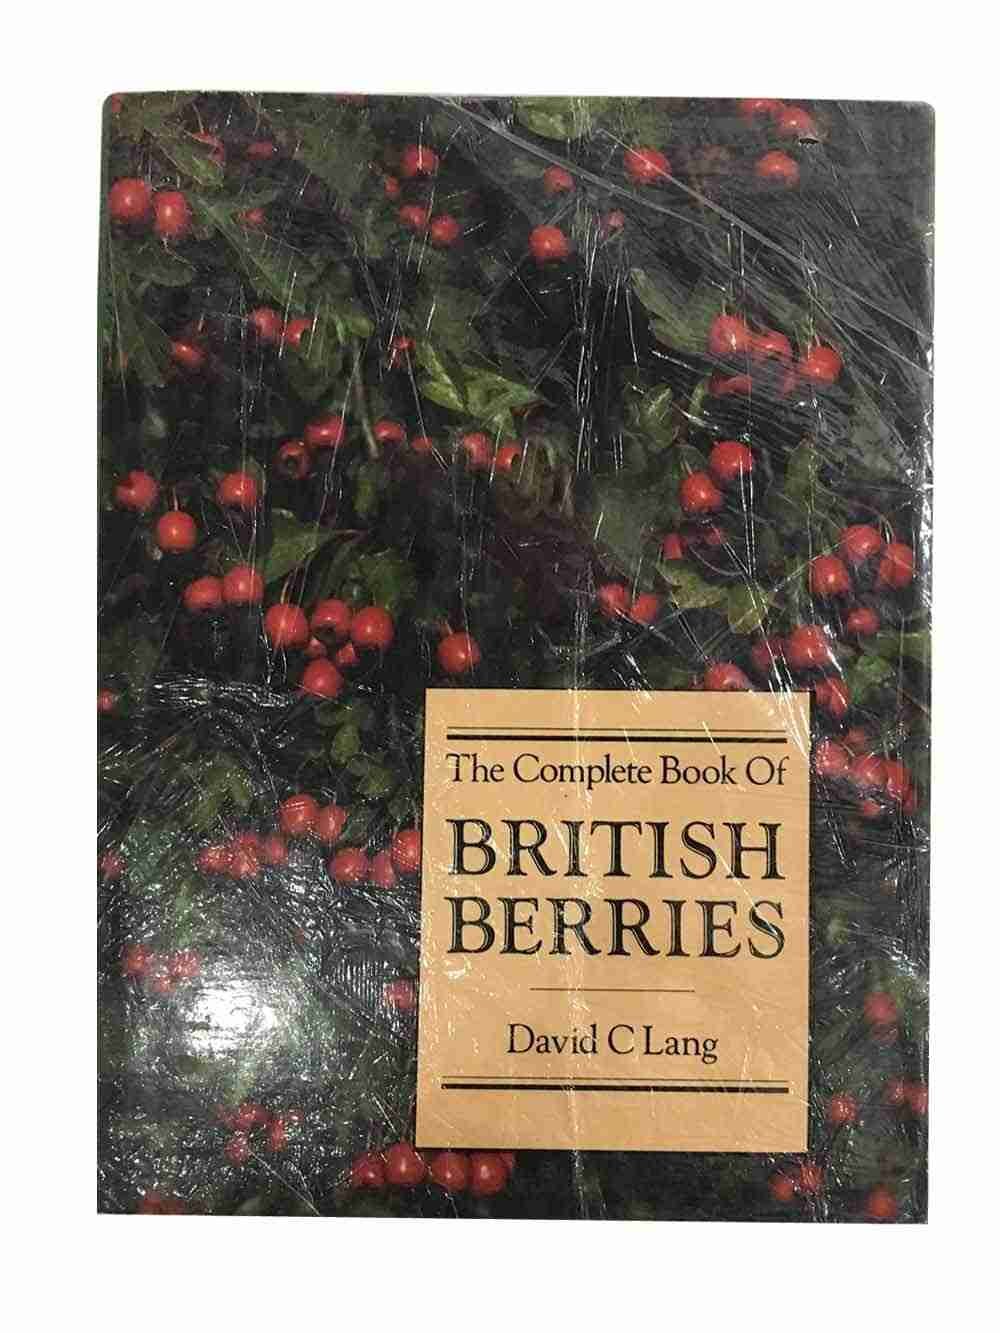 The Complete Book Of
BRITISH
BERRIES
David C Lang